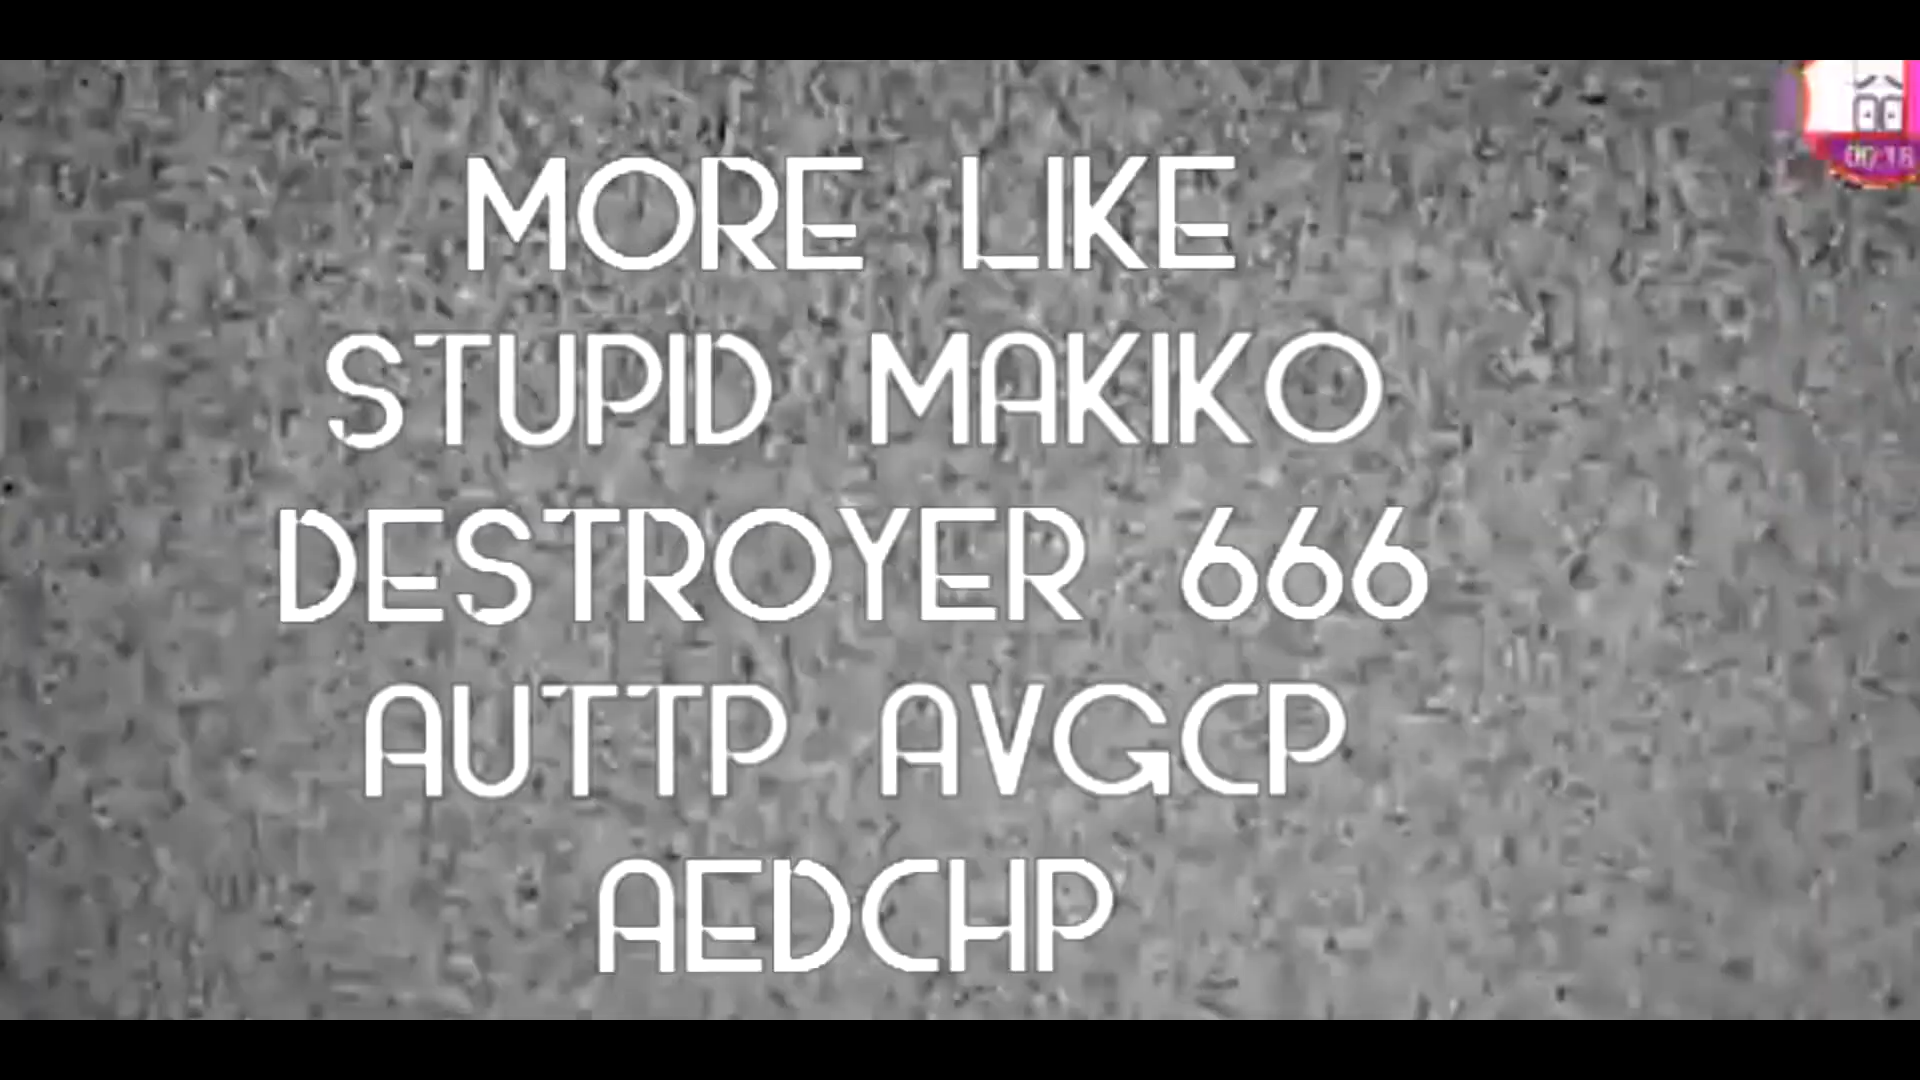 MORE LIKE
STUPID MAKIKO
DESTROYER 666
AUTTP AVGCP
AEDCHP